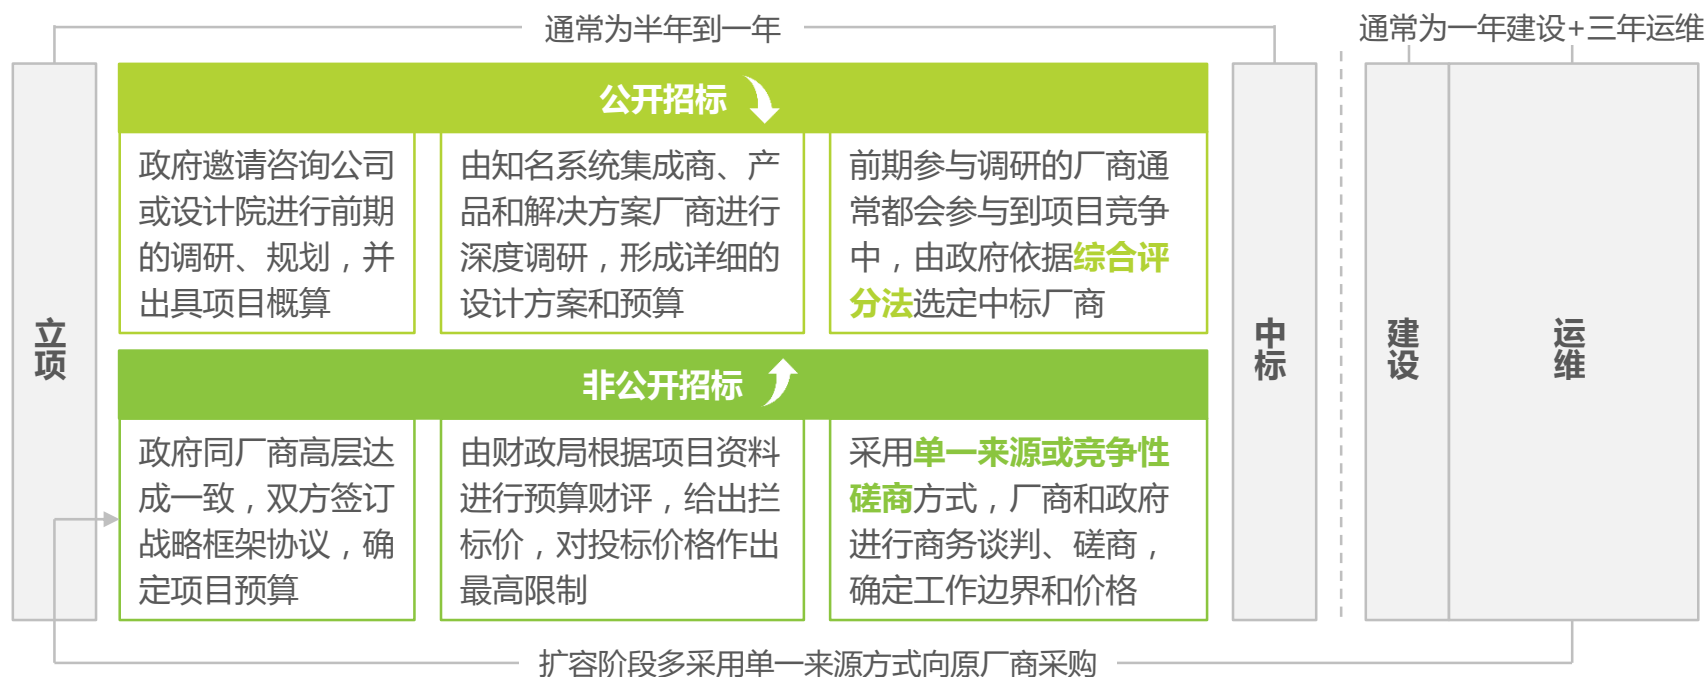 通常为半年到一年
通常为一年建设+三年运维
立项
公开招标
政府邀请咨询公司
或设计院进行前期
的调研、规划，并
出具项目概算
由知名系统集成商、产
品和解决方案厂商进行
深度调研，形成详细的
设计方案和预算
前期参与调研的厂商通
常都会参与到项目竞争
中，由政府依据综合评
分法选定中标厂商
非公开招标
政府同厂商高层达
成一致，双方签订
战略框架协议，确
定项目预算
由财政局根据项目资料
进行预算财评，给出拦
标价，对投标价格作出
最高限制
采用单一来源或竞争性
磋商方式，厂商和政府
进行商务谈判、磋商，
确定工作边界和价格
中标
建设
运维
扩容阶段多采用单一来源方式向原厂商采购